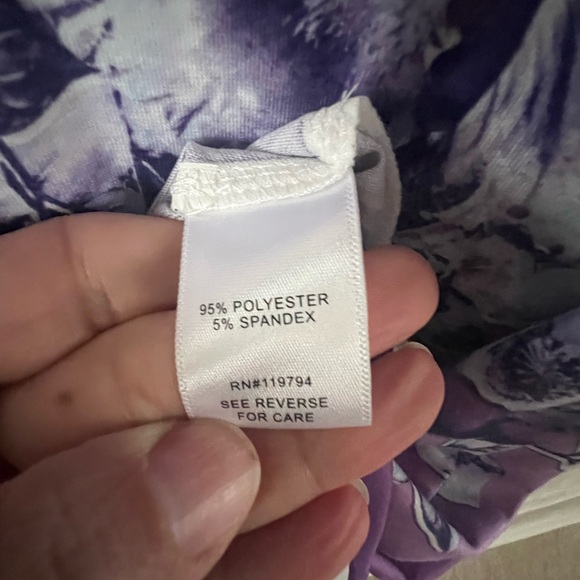 95% POLYESTER
5% SPANDEX
RN#119794
SEE REVERSE
FOR CARE